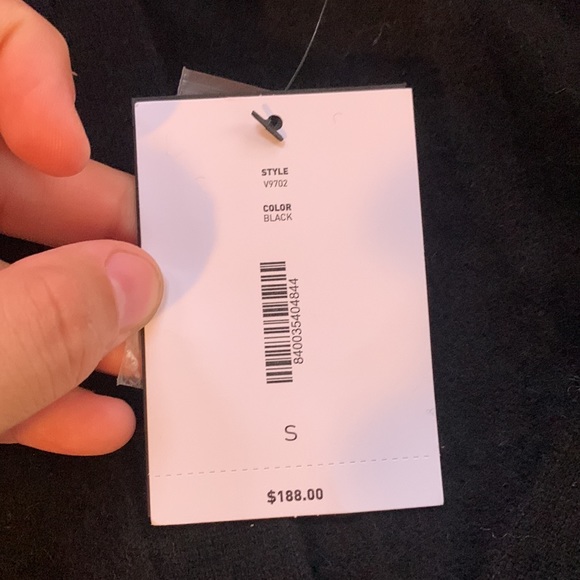 STYLE
V9702
COLOR
BLACK
840035404844
S
$188.00